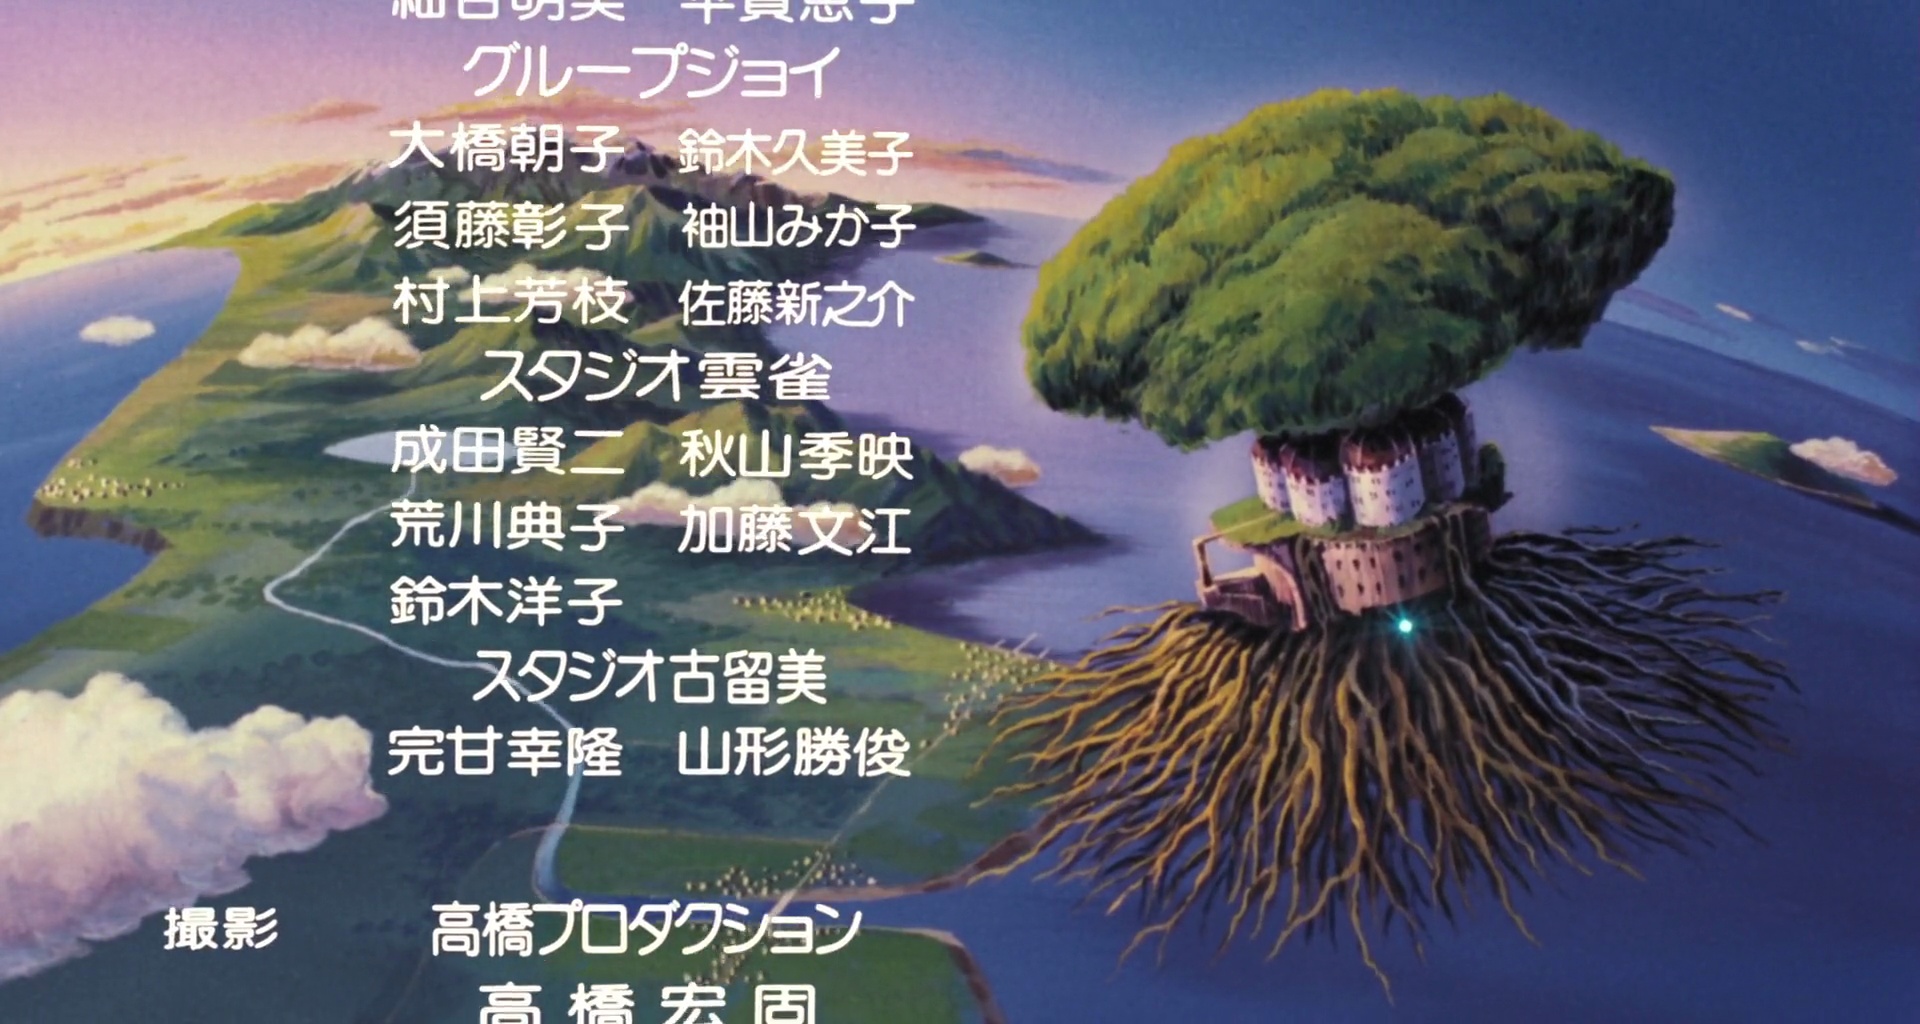 グループジョイ
大橋朝子 鈴木久美子
須藤彰子 袖山みか子
村上芳枝 佐藤新之介
スタジオ雲雀
成田賢二 秋山季映
荒川典子 加藤文江
鈴木洋子
スタジオ古留美
完甘幸隆 山形勝俊
撮影 高橋プロダクション
高橋宏固